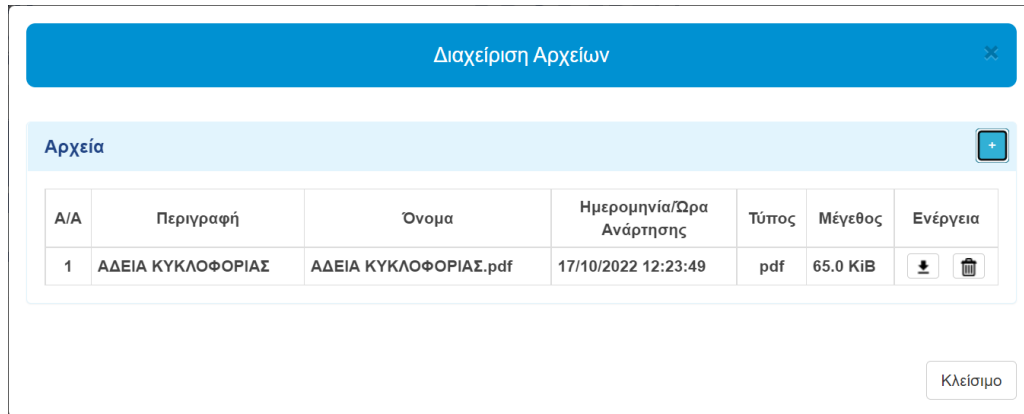 Διαχείριση Αρχείων ×
Αρχεία +
Α/Α Περιγραφή Όνομα Ημερομηνία/Ώρα Ανάρτησης Τύπος Μέγεθος Ενέργεια
1 ΑΔΕΙΑ ΚΥΚΛΟΦΟΡΙΑΣ ΑΔΕΙΑ ΚΥΚΛΟΦΟΡΙΑΣ.pdf 17/10/2022 12:23:49 pdf 65.0 KiB
Κλείσιμο